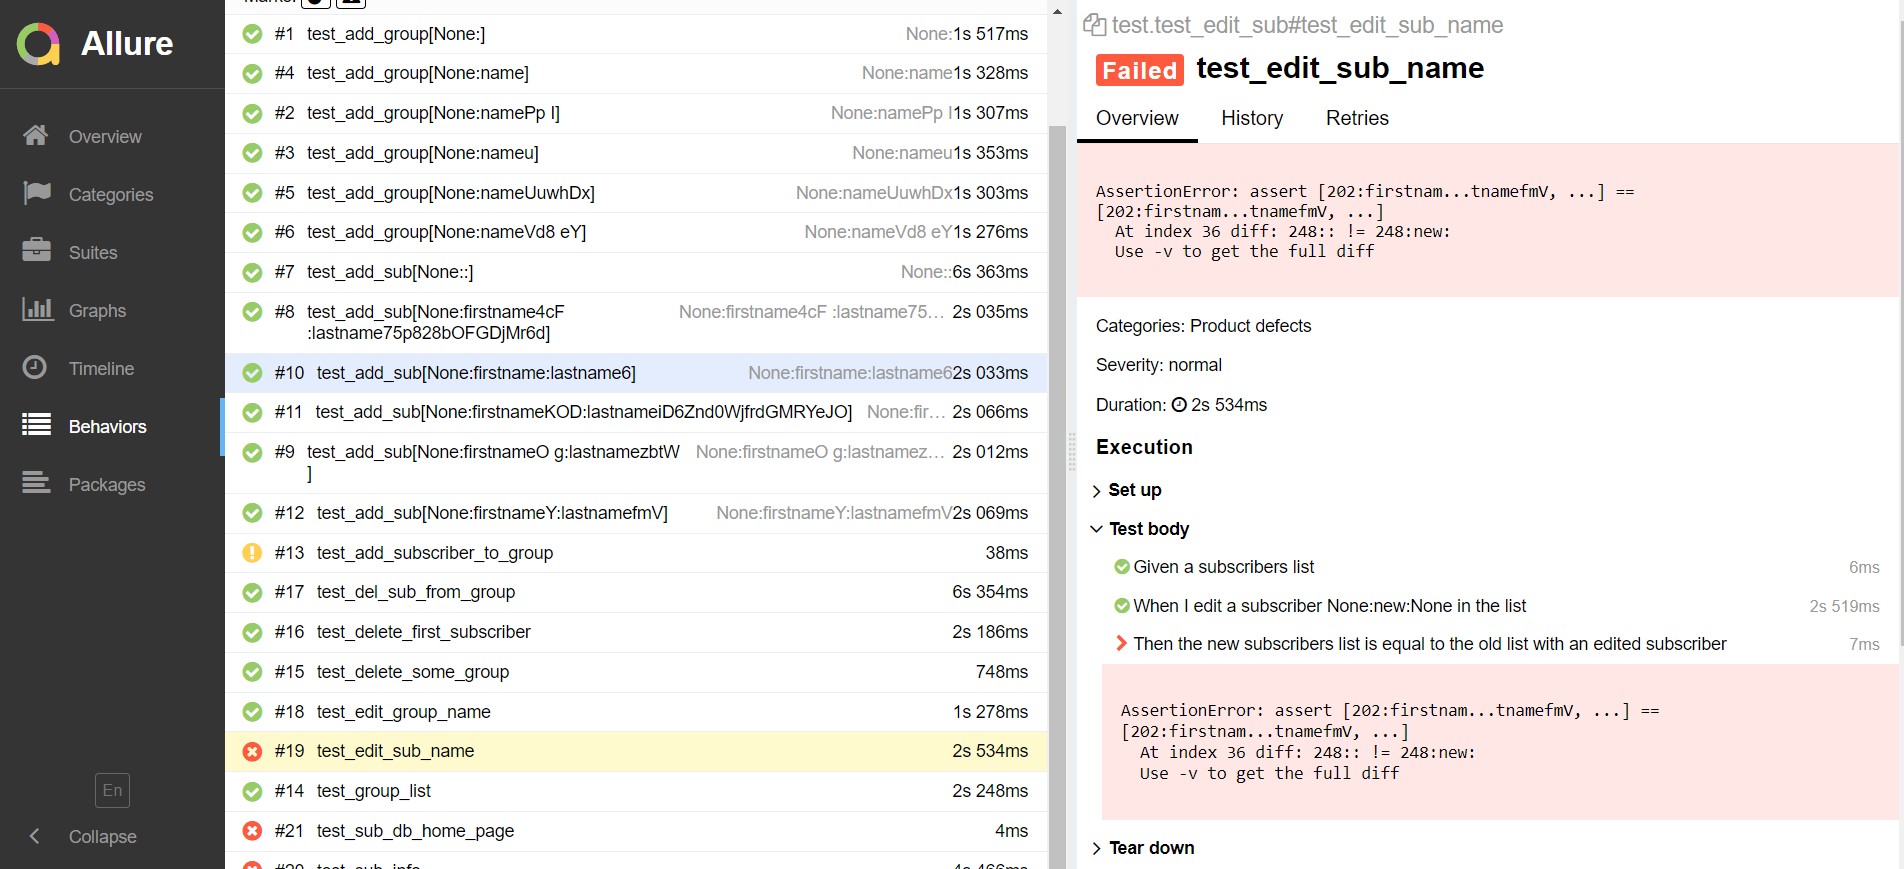 Allure
Overview
Categories
Suites
Graphs
Timeline
Behaviors
Packages
En
Collapse
#1 test_add_group[None:] None: 1s 517ms
#4 test_add_group[None:name] None:name 1s 328ms
#2 test_add_group[None:namePp I] None:namePp I 1s 307ms
#3 test_add_group[None:nameu] None:nameu 1s 353ms
#5 test_add_group[None:nameUuwhDx] None:nameUuwhDx 1s 303ms
#6 test_add_group[None:nameVd8 eY] None:nameVd8 eY 1s 276ms
#7 test_add_sub[None::] None:: 6s 363ms
#8 test_add_sub[None:firstname4cF None:firstname4cF :lastname75... 2s 035ms
:lastname75p828bOFGDjMr6d]
#10 test_add_sub[None:firstname:lastname6] None:firstname:lastname6 2s 033ms
#11 test_add_sub[None:firstnameKOD:lastnameiD6Znd0WjfrdGMRYeJO] None:fir... 2s 066ms
#9 test_add_sub[None:firstnameO g:lastnamezbtW None:firstnameO g:lastnamez... 2s 012ms
]
#12 test_add_sub[None:firstnameY:lastnamefmV] None:firstnameY:lastnamefmV 2s 069ms
#13 test_add_subscriber_to_group 38ms
#17 test_del_sub_from_group 6s 354ms
#16 test_delete_first_subscriber 2s 186ms
#15 test_delete_some_group 748ms
#18 test_edit_group_name 1s 278ms
#19 test_edit_sub_name 2s 534ms
#14 test_group_list 2s 248ms
#21 test_sub_db_home_page 4ms
test.test_edit_sub#test_edit_sub_name
Failed test_edit_sub_name
Overview History Retries
AssertionError: assert [202:firstnam...tnamefmV, ...] ==
[202:firstnam...tnamefmV, ...]
At index 36 diff: 248:: != 248:new:
Use -v to get the full diff
Categories: Product defects
Severity: normal
Duration: 2s 534ms
Execution
Set up
Test body
Given a subscribers list 6ms
When I edit a subscriber None:new:None in the list 2s 519ms
Then the new subscribers list is equal to the old list with an edited subscriber 7ms
AssertionError: assert [202:firstnam...tnamefmV, ...] ==
[202:firstnam...tnamefmV, ...]
At index 36 diff: 248:: != 248:new:
Use -v to get the full diff
Tear down